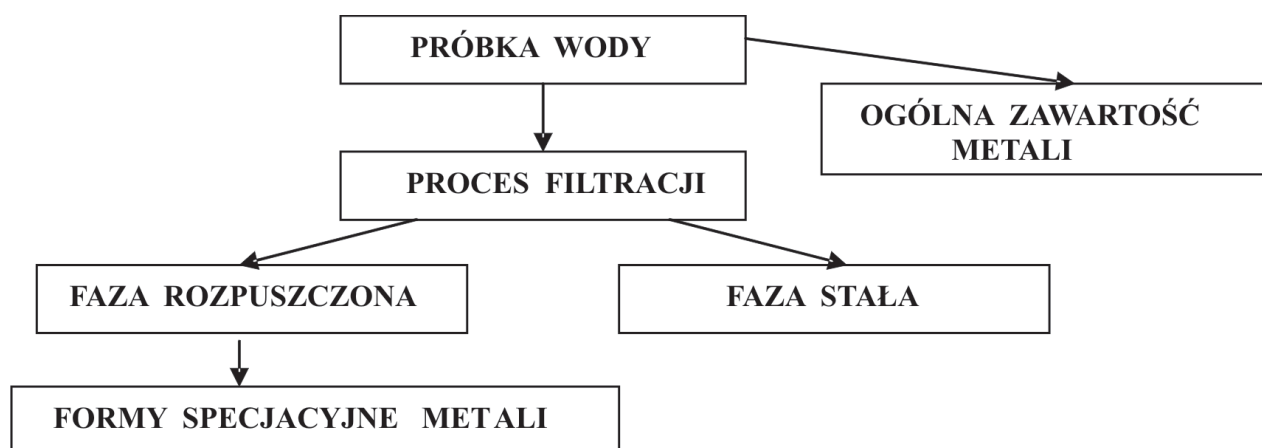 PRÓBKA WODY
OGÓLNA ZAWARTOŚĆ
METALI
PROCES FILTRACJI
FAZA ROZPUSZCZONA
FAZA STAŁA
FORMY SPECJACYJNE METALI